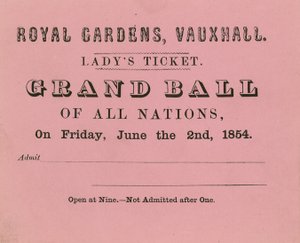 ROYAL GARDENS, VAUXHALL.
LADY'S TICKET.
GRAND BALL
OF ALL NATIONS,
On Friday, June the 2nd, 1854.
Admit
Open at Nine.—Not Admitted after One.